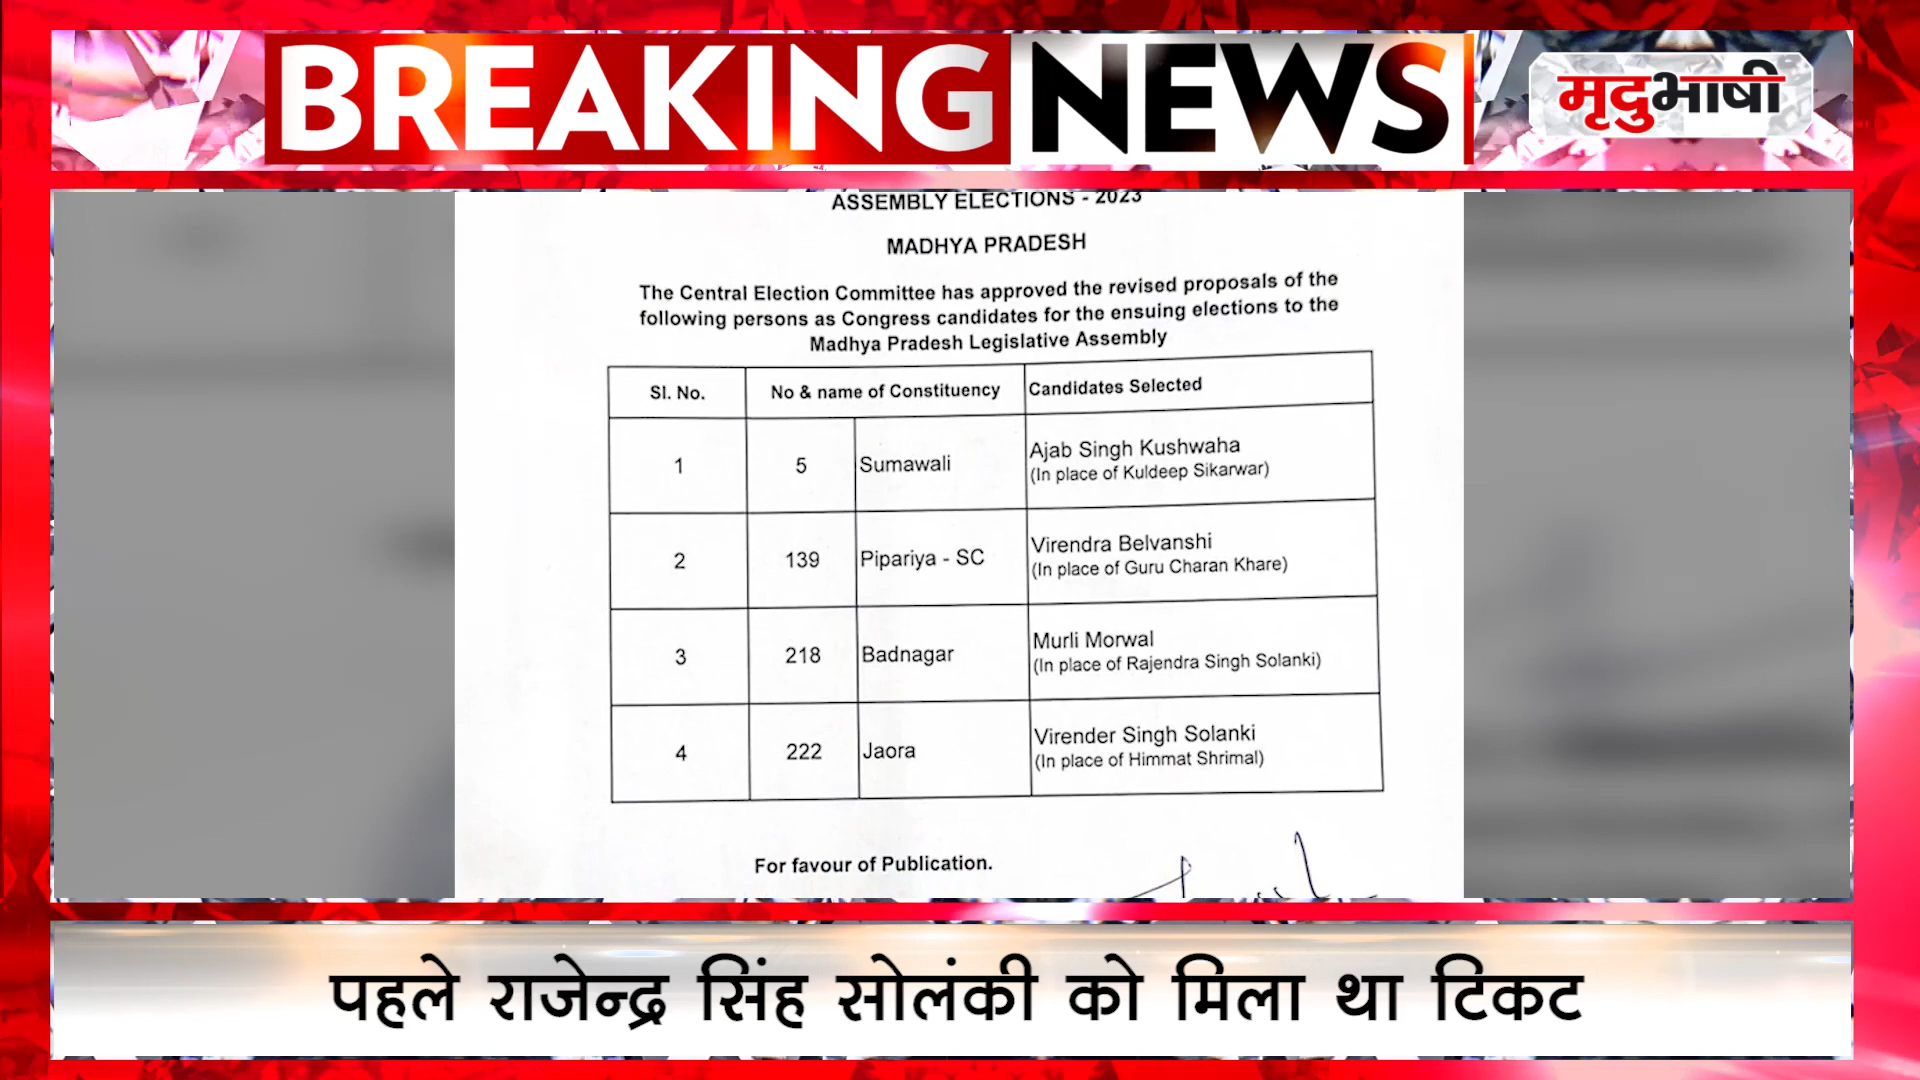 BREAKING NEWS
मृदुभाषी
ASSEMBLY ELECTIONS - 2023
MADHYA PRADESH
The Central Election Committee has approved the revised proposals of the
following persons as Congress candidates for the ensuing elections to the
Madhya Pradesh Legislative Assembly
Sl. No. No & name of Constituency Candidates Selected
1 5 Sumawali Ajab Singh Kushwaha
(In place of Kuldeep Sikarwar)
2 139 Pipariya - SC Virendra Belvanshi
(In place of Guru Charan Khare)
3 218 Badnagar Murli Morwal
(In place of Rajendra Singh Solanki)
4 222 Jaora Virender Singh Solanki
(In place of Himmat Shrimal)
For favour of Publication.
पहले राजेन्द्र सिंह सोलंकी को मिला था टिकट